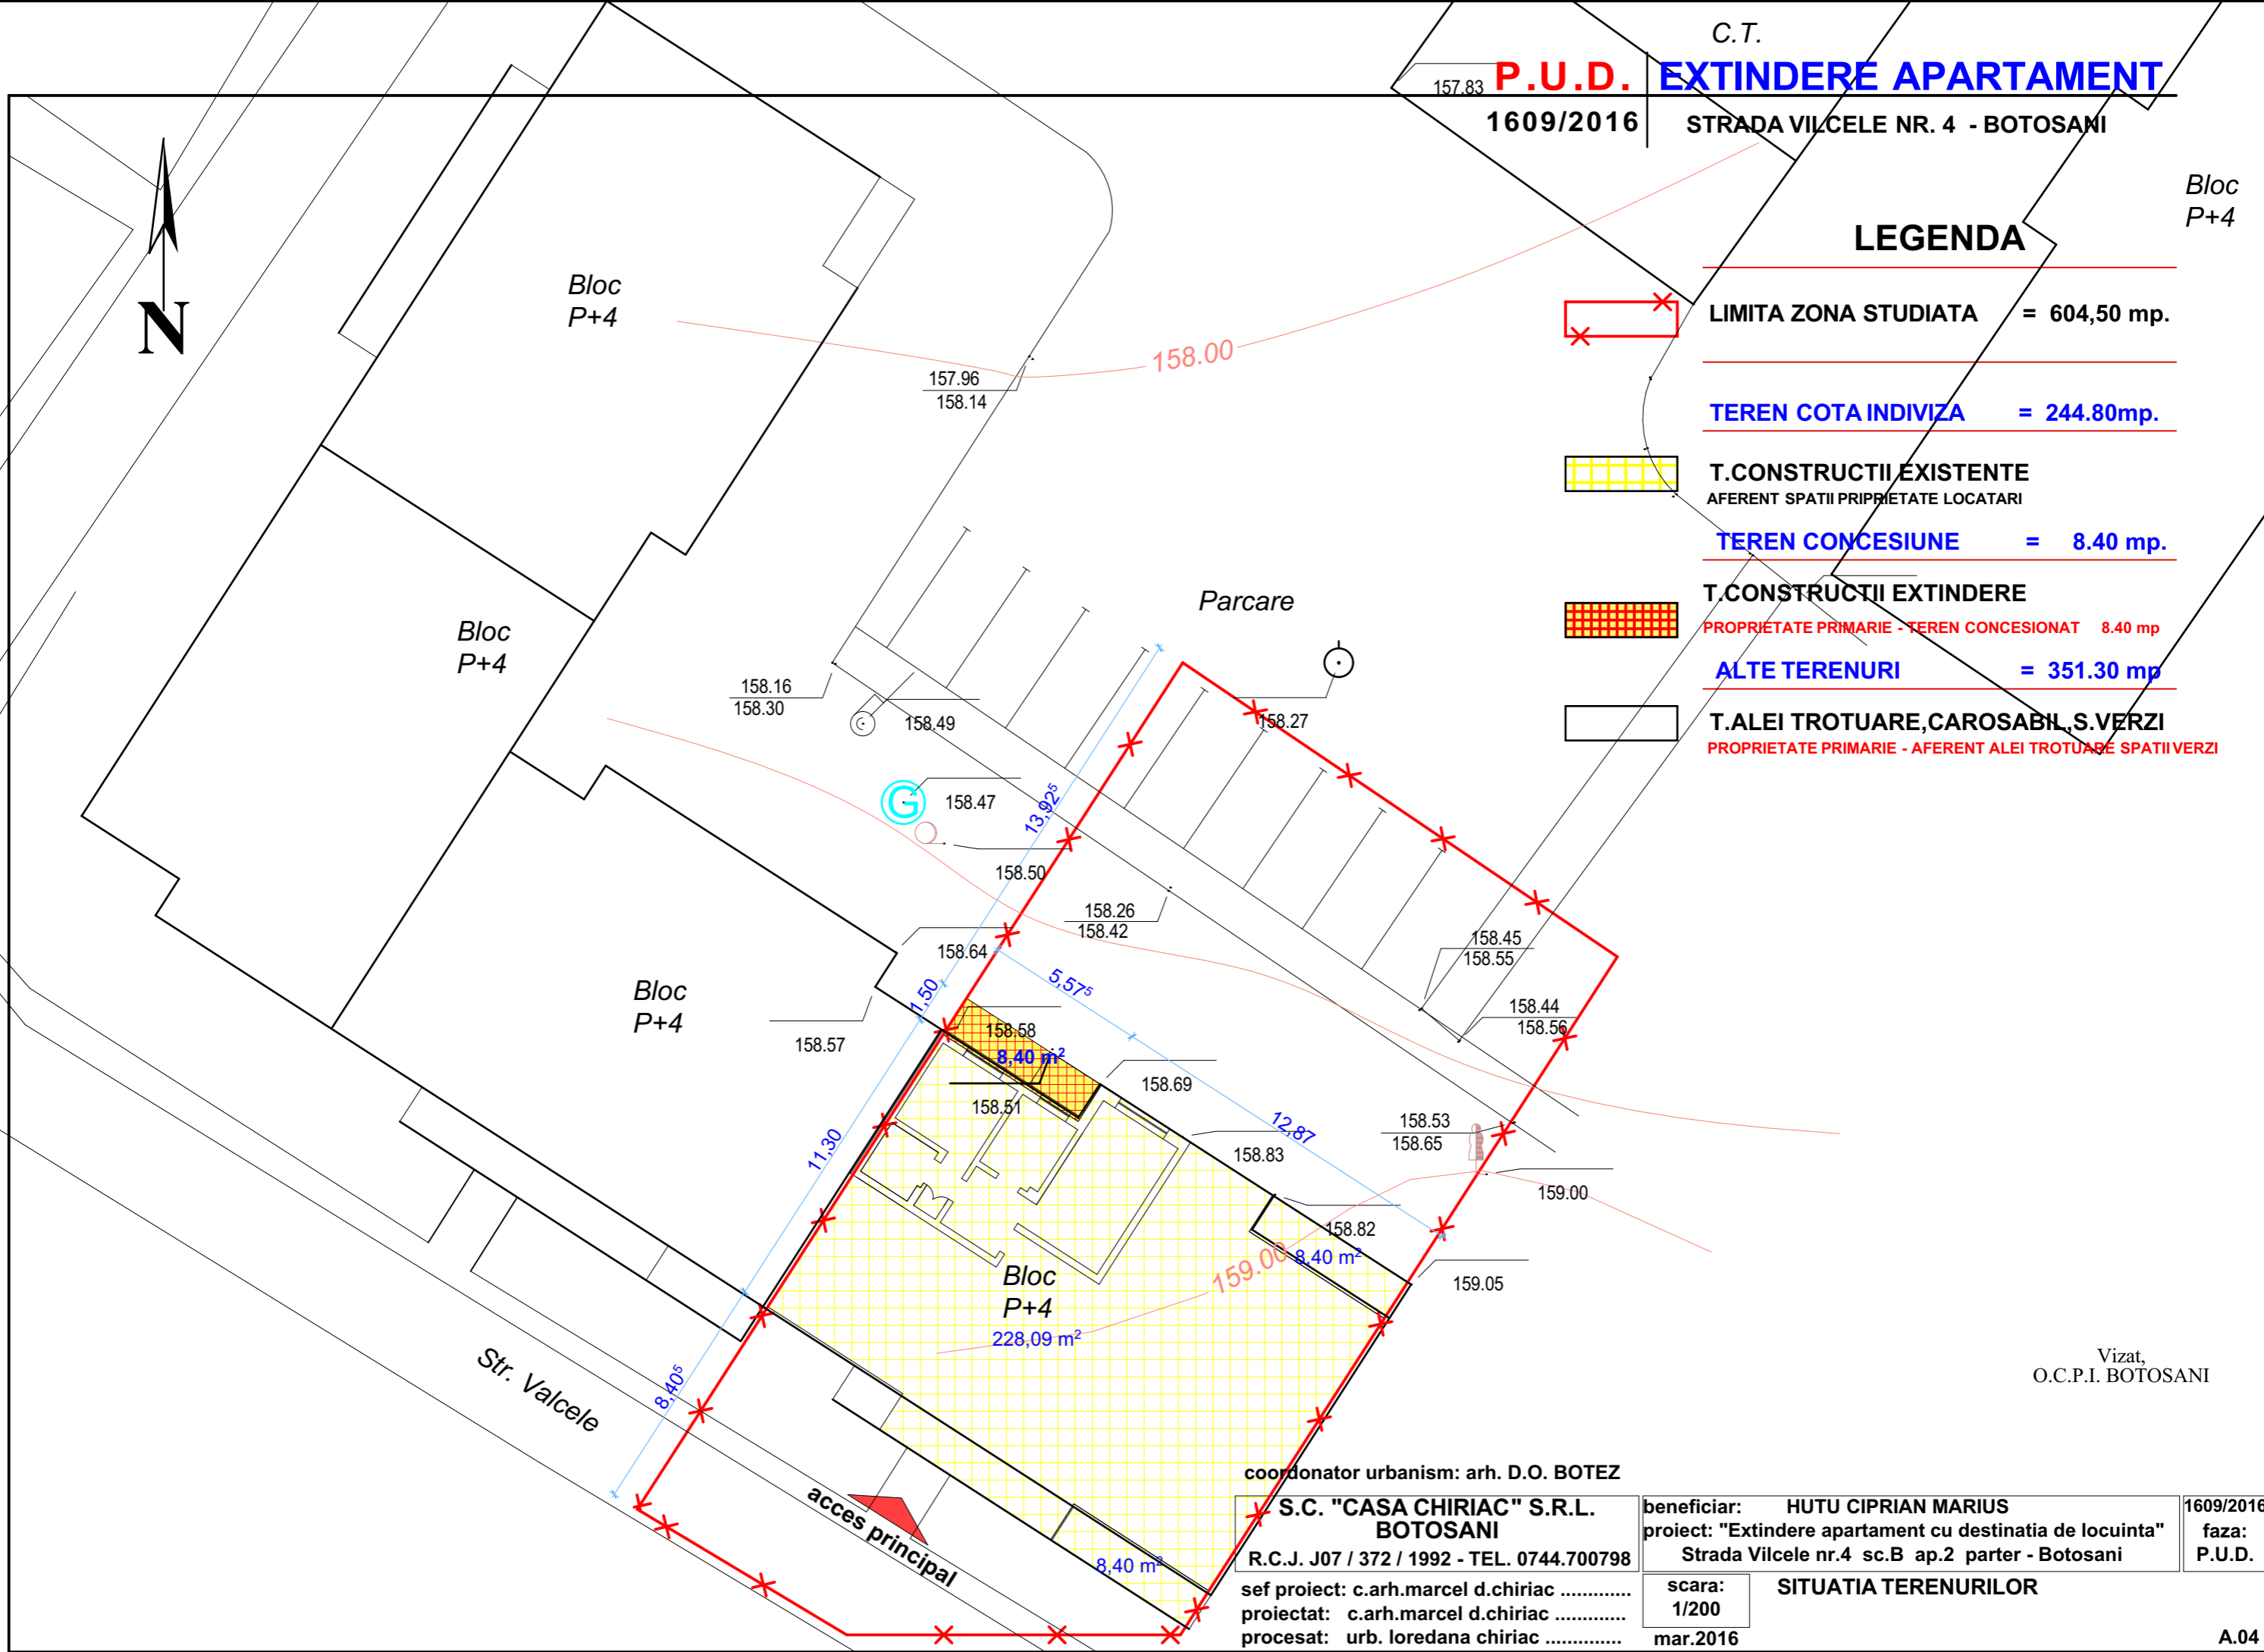 C.T.
157.83
P.U.D. EXTINDERE APARTAMENT
1609/2016 STRADA VILCELE NR. 4 - BOTOSANI
Bloc
P+4
N
LEGENDA
LIMITA ZONA STUDIATA = 604,50 mp.
TEREN COTA INDIVIZA = 244.80mp.
T.CONSTRUCTII EXISTENTE
AFERENT SPATII PRIPRIETATE LOCATARI
TEREN CONCESIUNE = 8.40 mp.
T.CONSTRUCTII EXTINDERE
PROPRIETATE PRIMARIE - TEREN CONCESIONAT 8.40 mp
ALTE TERENURI = 351.30 mp
T.ALEI TROTUARE,CAROSABIL,S.VERZI
PROPRIETATE PRIMARIE - AFERENT ALEI TROTUARE SPATII VERZI
Bloc
P+4
158.00
157.96
158.14
Parcare
Bloc
P+4
158.16
158.30
158.49
158.27
G
158.47
13,92⁵
158.50
158.26
158.42
158.64
158.45
158.55
5,57⁵
1,50
Bloc
P+4
158.44
158.56
158.57
158.58
8,40 m²
158.69
158.51
11,30
12,87
158.53
158.65
158.83
159.00
158.82
8,40 m²
159.00
159.05
Bloc
P+4
228,09 m²
Str. Valcele
8,40⁵
Vizat,
O.C.P.I. BOTOSANI
acces principal
8,40 m²
coordonator urbanism: arh. D.O. BOTEZ
S.C. "CASA CHIRIAC" S.R.L.
BOTOSANI
R.C.J. J07 / 372 / 1992 - TEL. 0744.700798
beneficiar: HUTU CIPRIAN MARIUS
proiect: "Extindere apartament cu destinatia de locuinta"
Strada Vilcele nr.4 sc.B ap.2 parter - Botosani
1609/2016
faza:
P.U.D.
sef proiect: c.arh.marcel d.chiriac .............
proiectat: c.arh.marcel d.chiriac .............
procesat: urb. loredana chiriac ..............
scara:
1/200
mar.2016
SITUATIA TERENURILOR
A.04